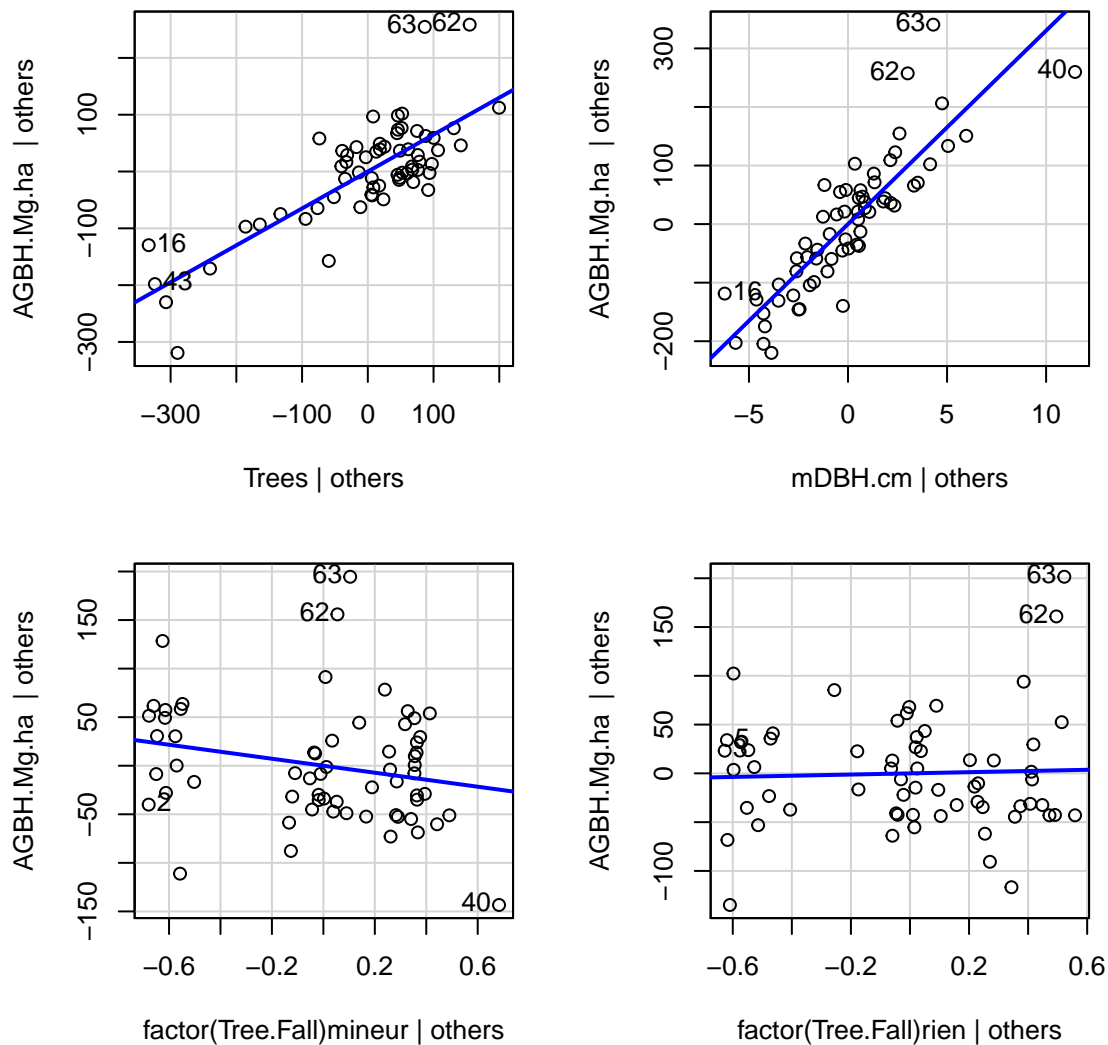 AGBH.Mg.ha | others
100
−100
−300
63
62
16
43
−300 −100 0 100
Trees | others
AGBH.Mg.ha | others
300
100
0
−200
63
62
40
16
−5 0 5 10
mDBH.cm | others
AGBH.Mg.ha | others
150
50
−50
−150
63
62
2
40
−0.6 −0.2 0.2 0.6
factor(Tree.Fall)mineur | others
AGBH.Mg.ha | others
150
50
0
−100
63
62
5
3
−0.6 −0.2 0.2 0.6
factor(Tree.Fall)rien | others